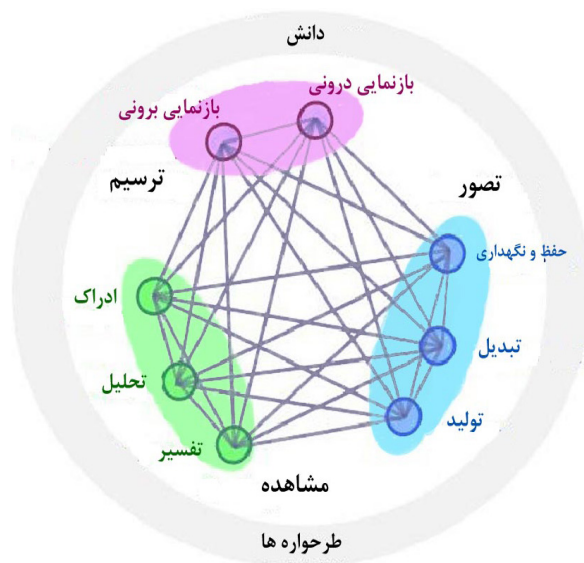 دانش
بازنمایی درونی
بازنمایی برونی
تصور
ترسیم
حفظ و نگهداری
ادراک
تبدیل
تحلیل
تولید
تفسیر
مشاهده
طرحواره ها